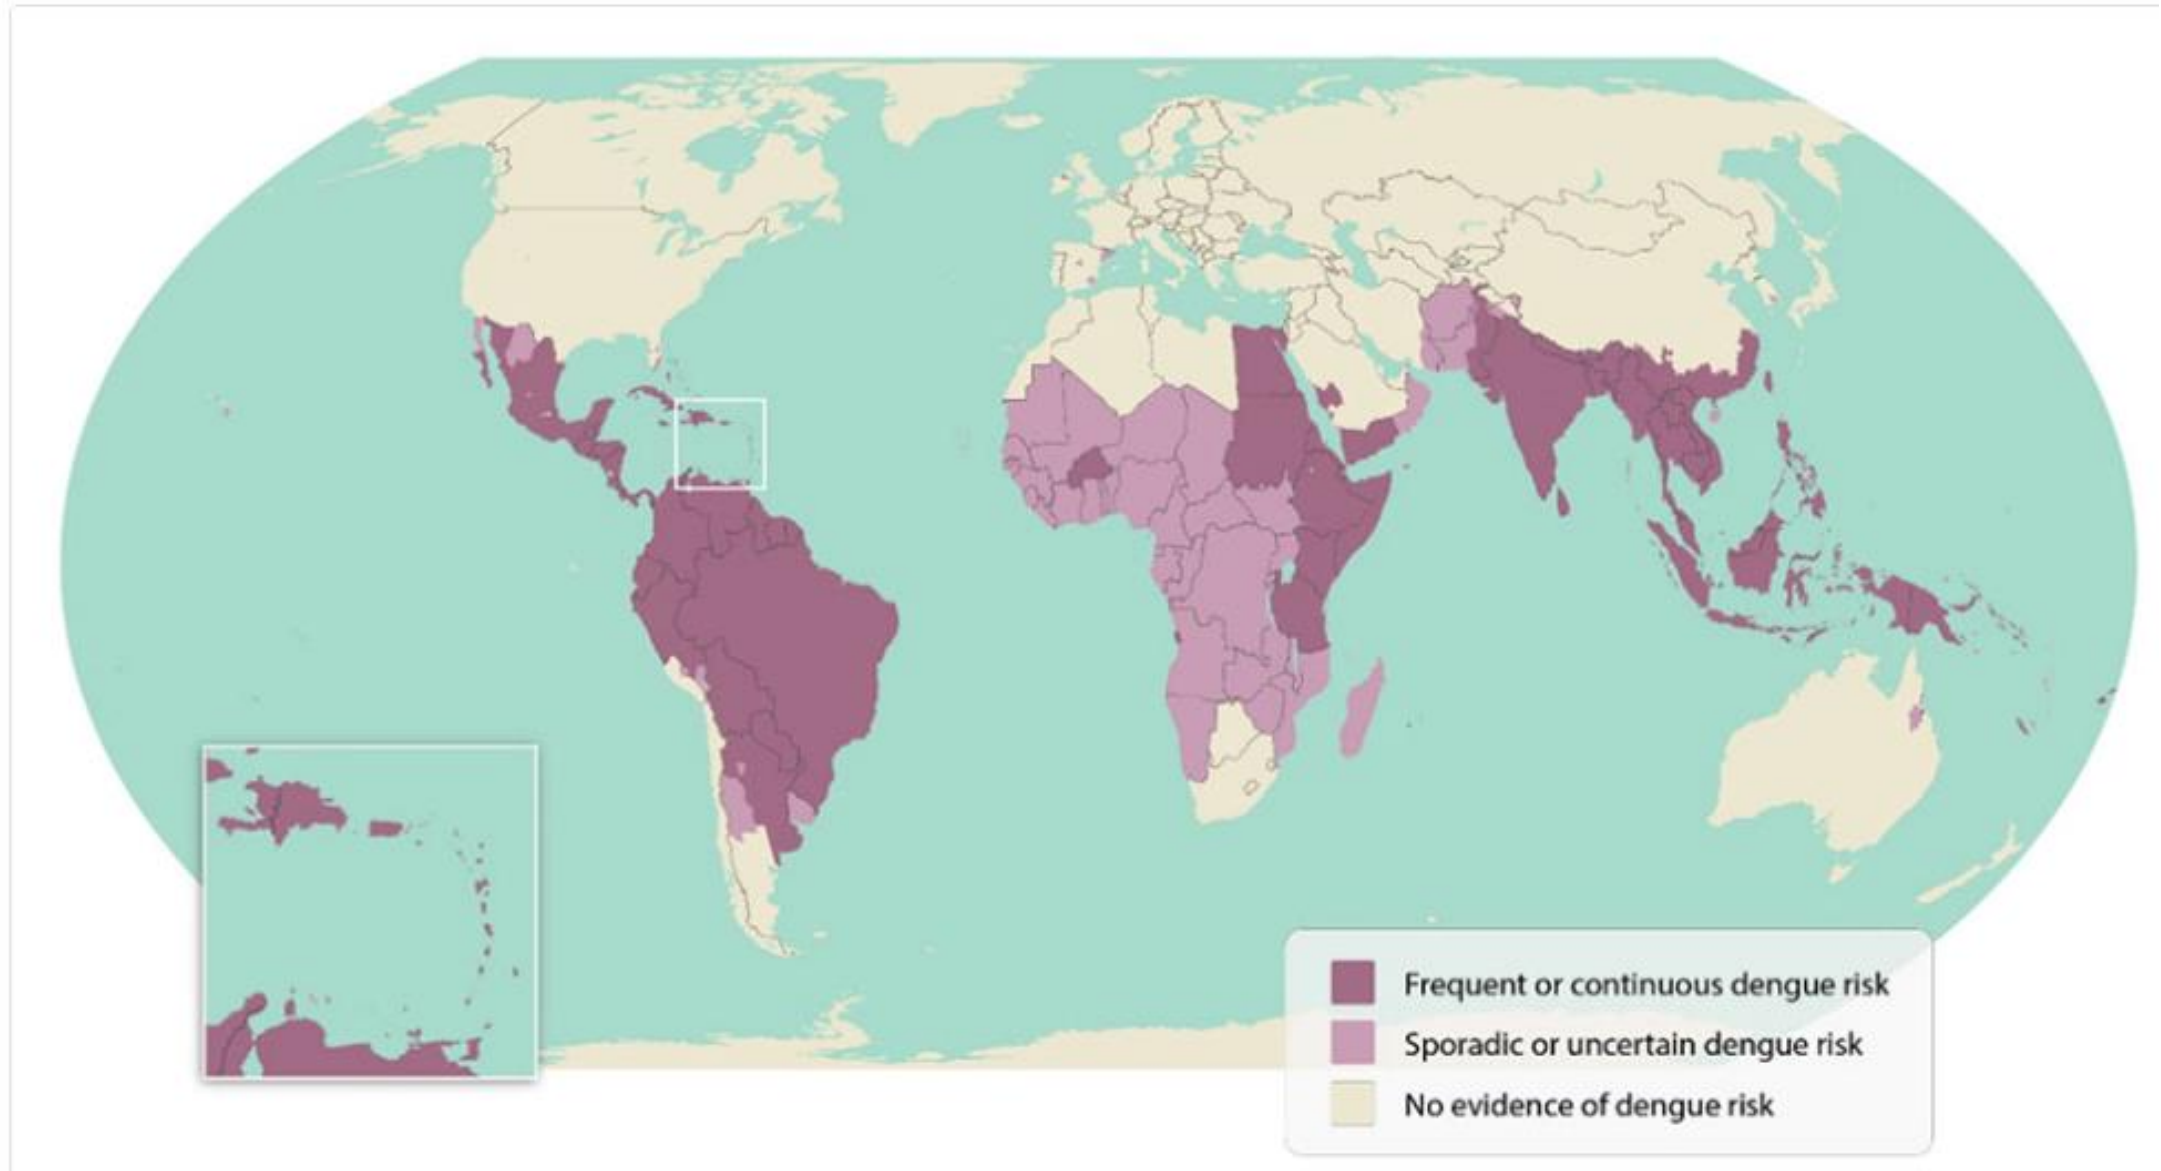 Frequent or continuous dengue risk
Sporadic or uncertain dengue risk
No evidence of dengue risk